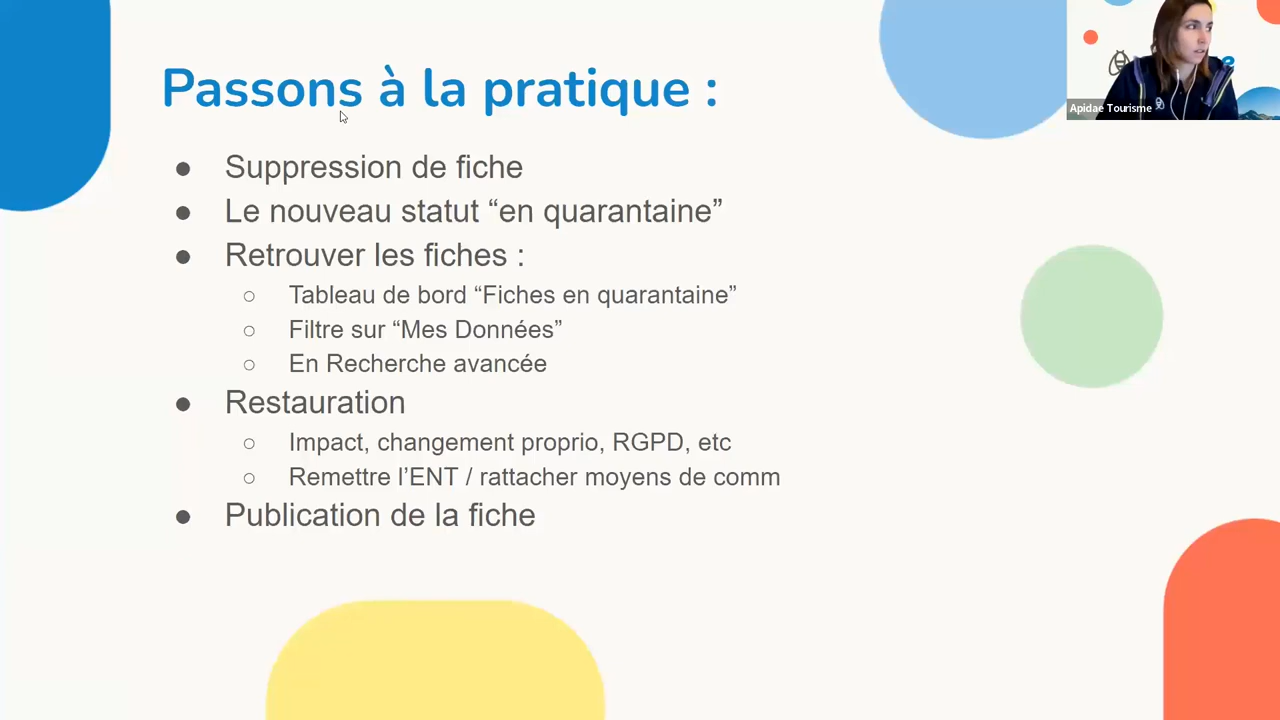 Passons à la pratique :
Apidae Tourisme
● Suppression de fiche
● Le nouveau statut “en quarantaine”
● Retrouver les fiches :
○ Tableau de bord “Fiches en quarantaine”
○ Filtre sur “Mes Données”
○ En Recherche avancée
● Restauration
○ Impact, changement proprio, RGPD, etc
○ Remettre l’ENT / rattacher moyens de comm
● Publication de la fiche